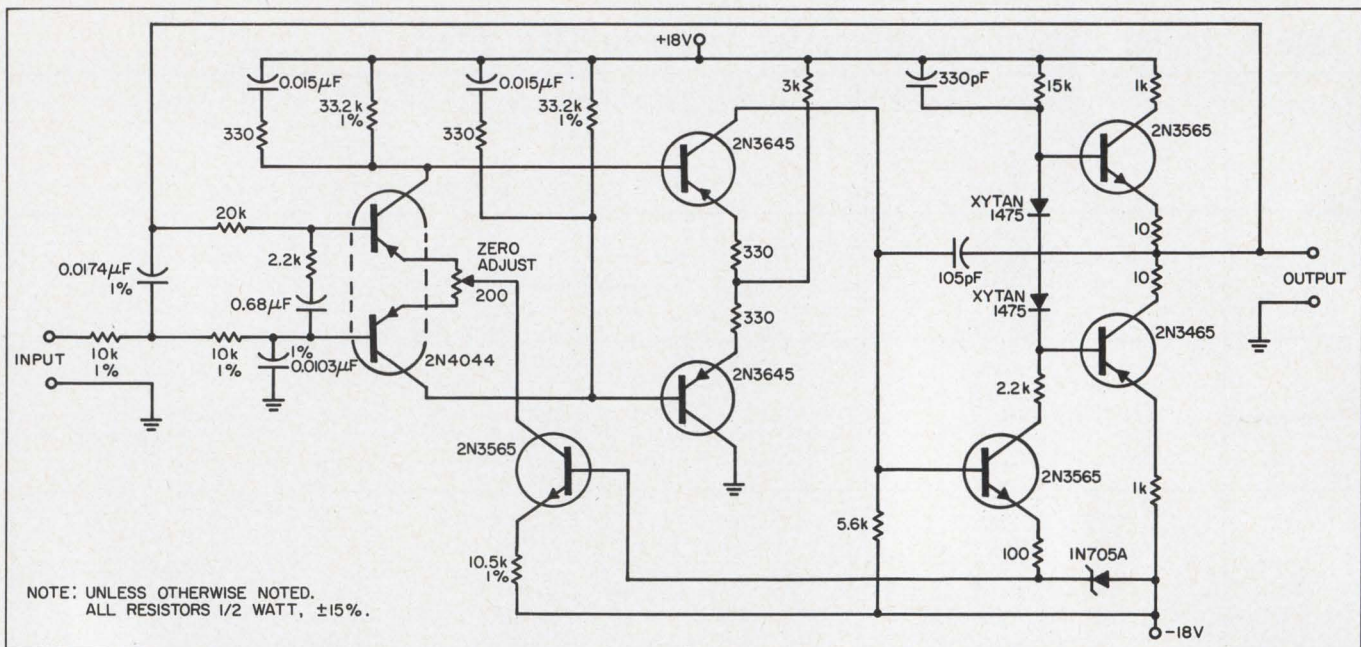 +18V
0.015µF
33.2k
1%
330
0.015µF
33.2k
1%
330
3k
330pF
15k
1k
2N3645
2N3565
20k
2.2k
0.68µF
ZERO
ADJUST
200
2N4044
0.0174µF
1%
INPUT
10k
1%
10k
1%
1%
0.0103µF
330
330
2N3645
XYTAN
1475
105pF
XYTAN
1475
10
10
OUTPUT
2N3465
2.2k
2N3565
2N3565
1k
5.6k
100
1N705A
10.5k
1%
-18V
NOTE: UNLESS OTHERWISE NOTED.
ALL RESISTORS 1/2 WATT, ±15%.